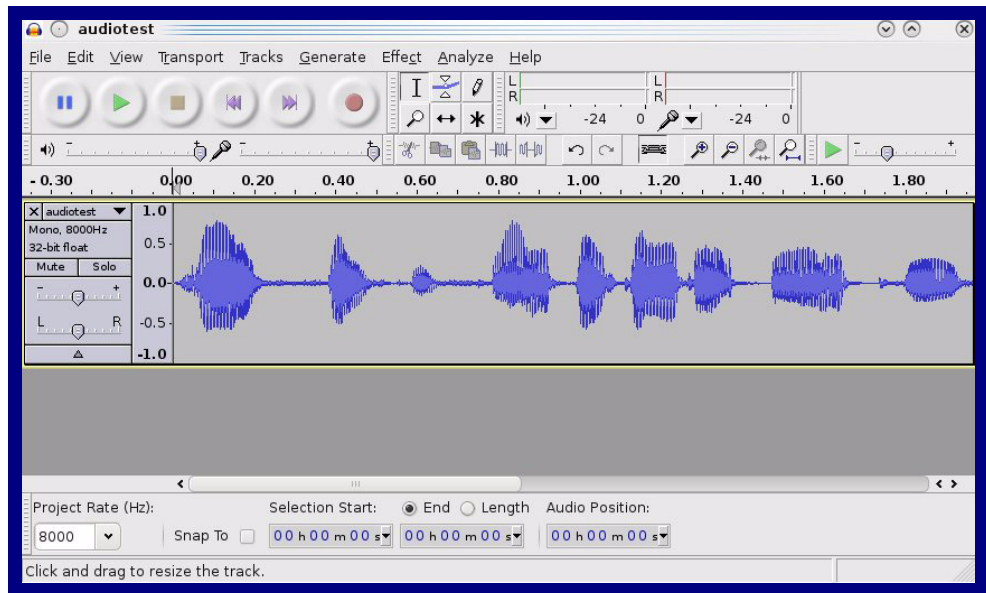 audiotest
File Edit View Transport Tracks Generate Effect Analyze Help
L
R
-24 0
L
R
-24 0
- 0.30 0.00 0.20 0.40 0.60 0.80 1.00 1.20 1.40 1.60 1.80
audiotest
Mono, 8000Hz
32-bit float
Mute Solo
- +
L R
1.0
0.5
0.0
-0.5
-1.0
Project Rate (Hz): Selection Start: End Length Audio Position:
8000 Snap To 00 h 00 m 00 s 00 h 00 m 00 s 00 h 00 m 00 s
Click and drag to resize the track.